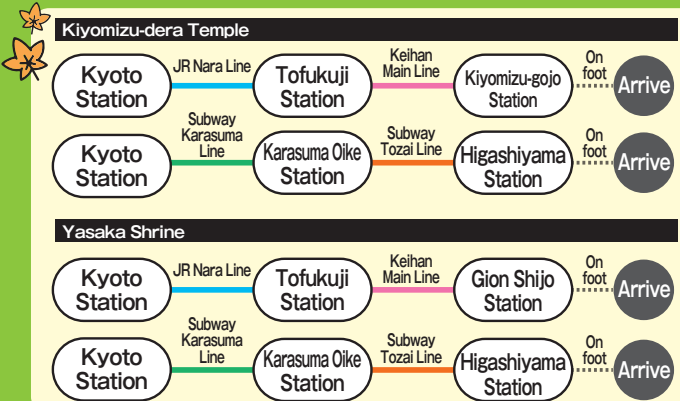 Kiyomizu-dera Temple
Kyoto
Station
JR Nara Line
Tofukuji
Station
Keihan
Main Line
Kiyomizu-gojo
Station
On
foot
Arrive
Kyoto
Station
Subway
Karasuma
Line
Karasuma Oike
Station
Subway
Tozai Line
Higashiyama
Station
On
foot
Arrive
Yasaka Shrine
Kyoto
Station
JR Nara Line
Tofukuji
Station
Keihan
Main Line
Gion Shijo
Station
On
foot
Arrive
Kyoto
Station
Subway
Karasuma
Line
Karasuma Oike
Station
Subway
Tozai Line
Higashiyama
Station
On
foot
Arrive